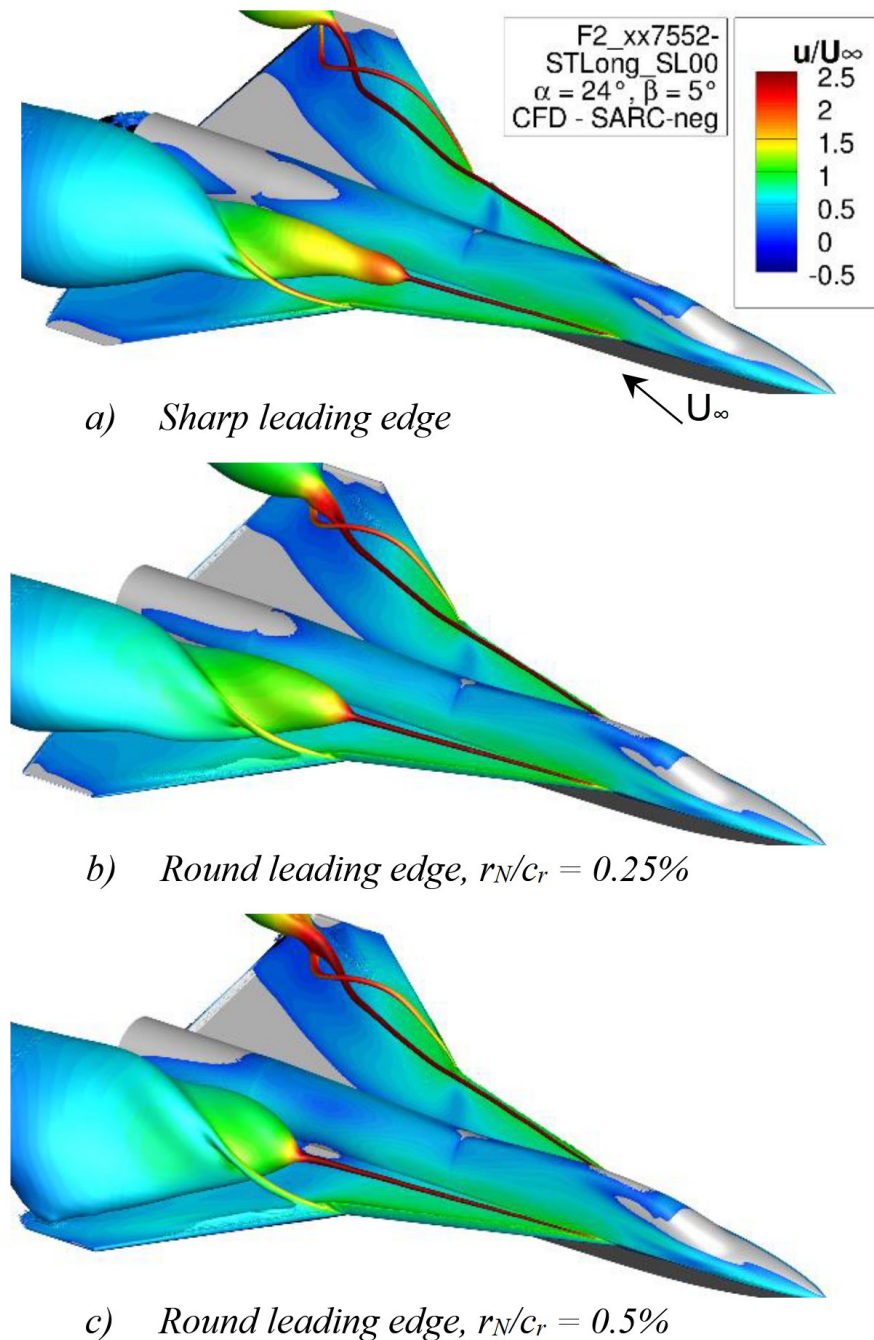 F2_xx7552-
STLong_SL00
α = 24°, β = 5°
CFD - SARC-neg
u/U∞
2.5
2
1.5
1
0.5
0
-0.5
U∞
a) Sharp leading edge
b) Round leading edge, rN/cr = 0.25%
c) Round leading edge, rN/cr = 0.5%